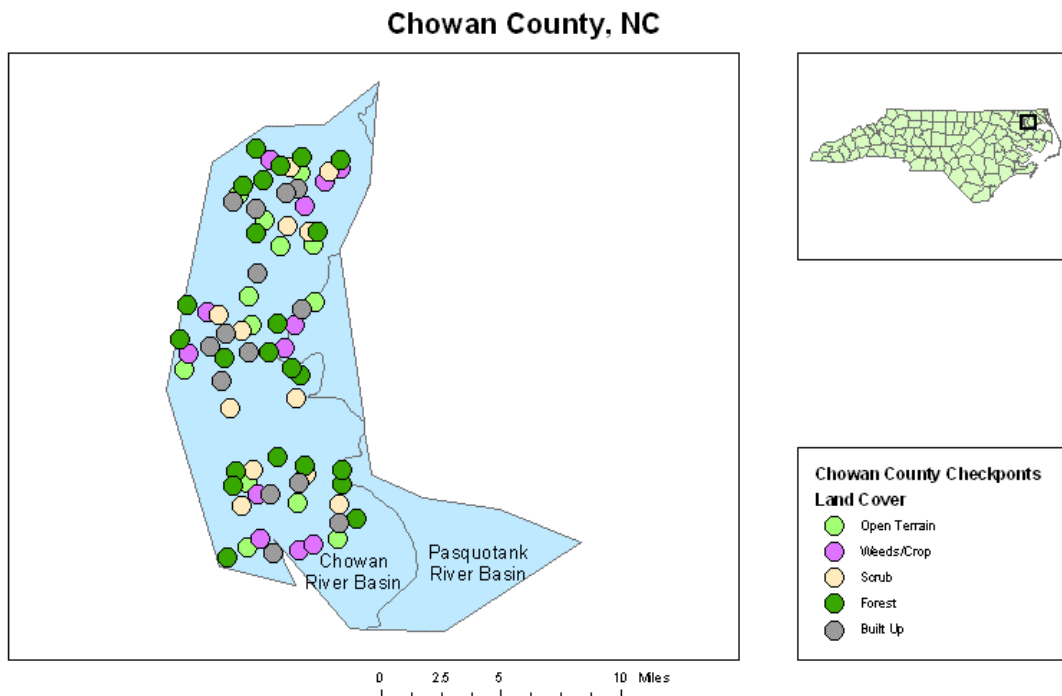 Chowan County, NC
Chowan
River Basin
Pasquotank
River Basin
Chowan County Checkponts
Land Cover
Open Terrain
Weeds/Crop
Scrub
Forest
Built Up
0 2.5 5 10 Miles